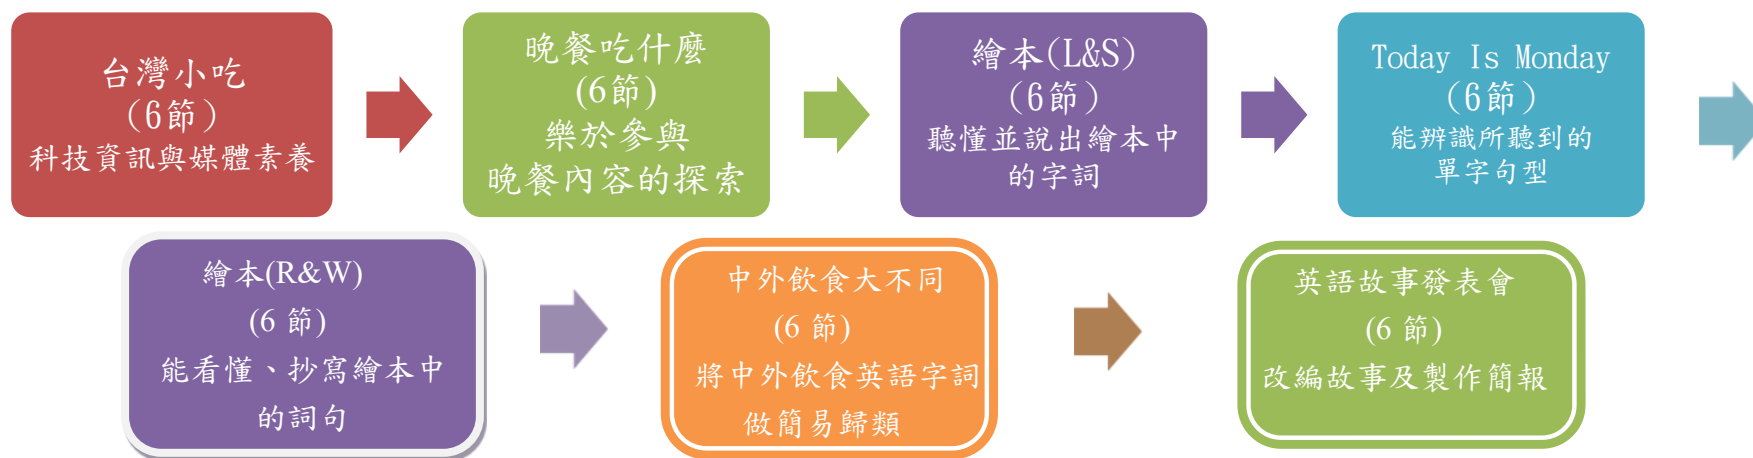 台灣小吃
(6節)
科技資訊與媒體素養
晚餐吃什麼
(6節)
樂於參與
晚餐內容的探索
繪本(L&S)
(6節)
聽懂並說出繪本中
的字詞
Today Is Monday
(6節)
能辨識所聽到的
單字句型
繪本(R&W)
(6 節)
能看懂、抄寫繪本中
的詞句
中外飲食大不同
(6 節)
將中外飲食英語字詞
做簡易歸類
英語故事發表會
(6 節)
改編故事及製作簡報